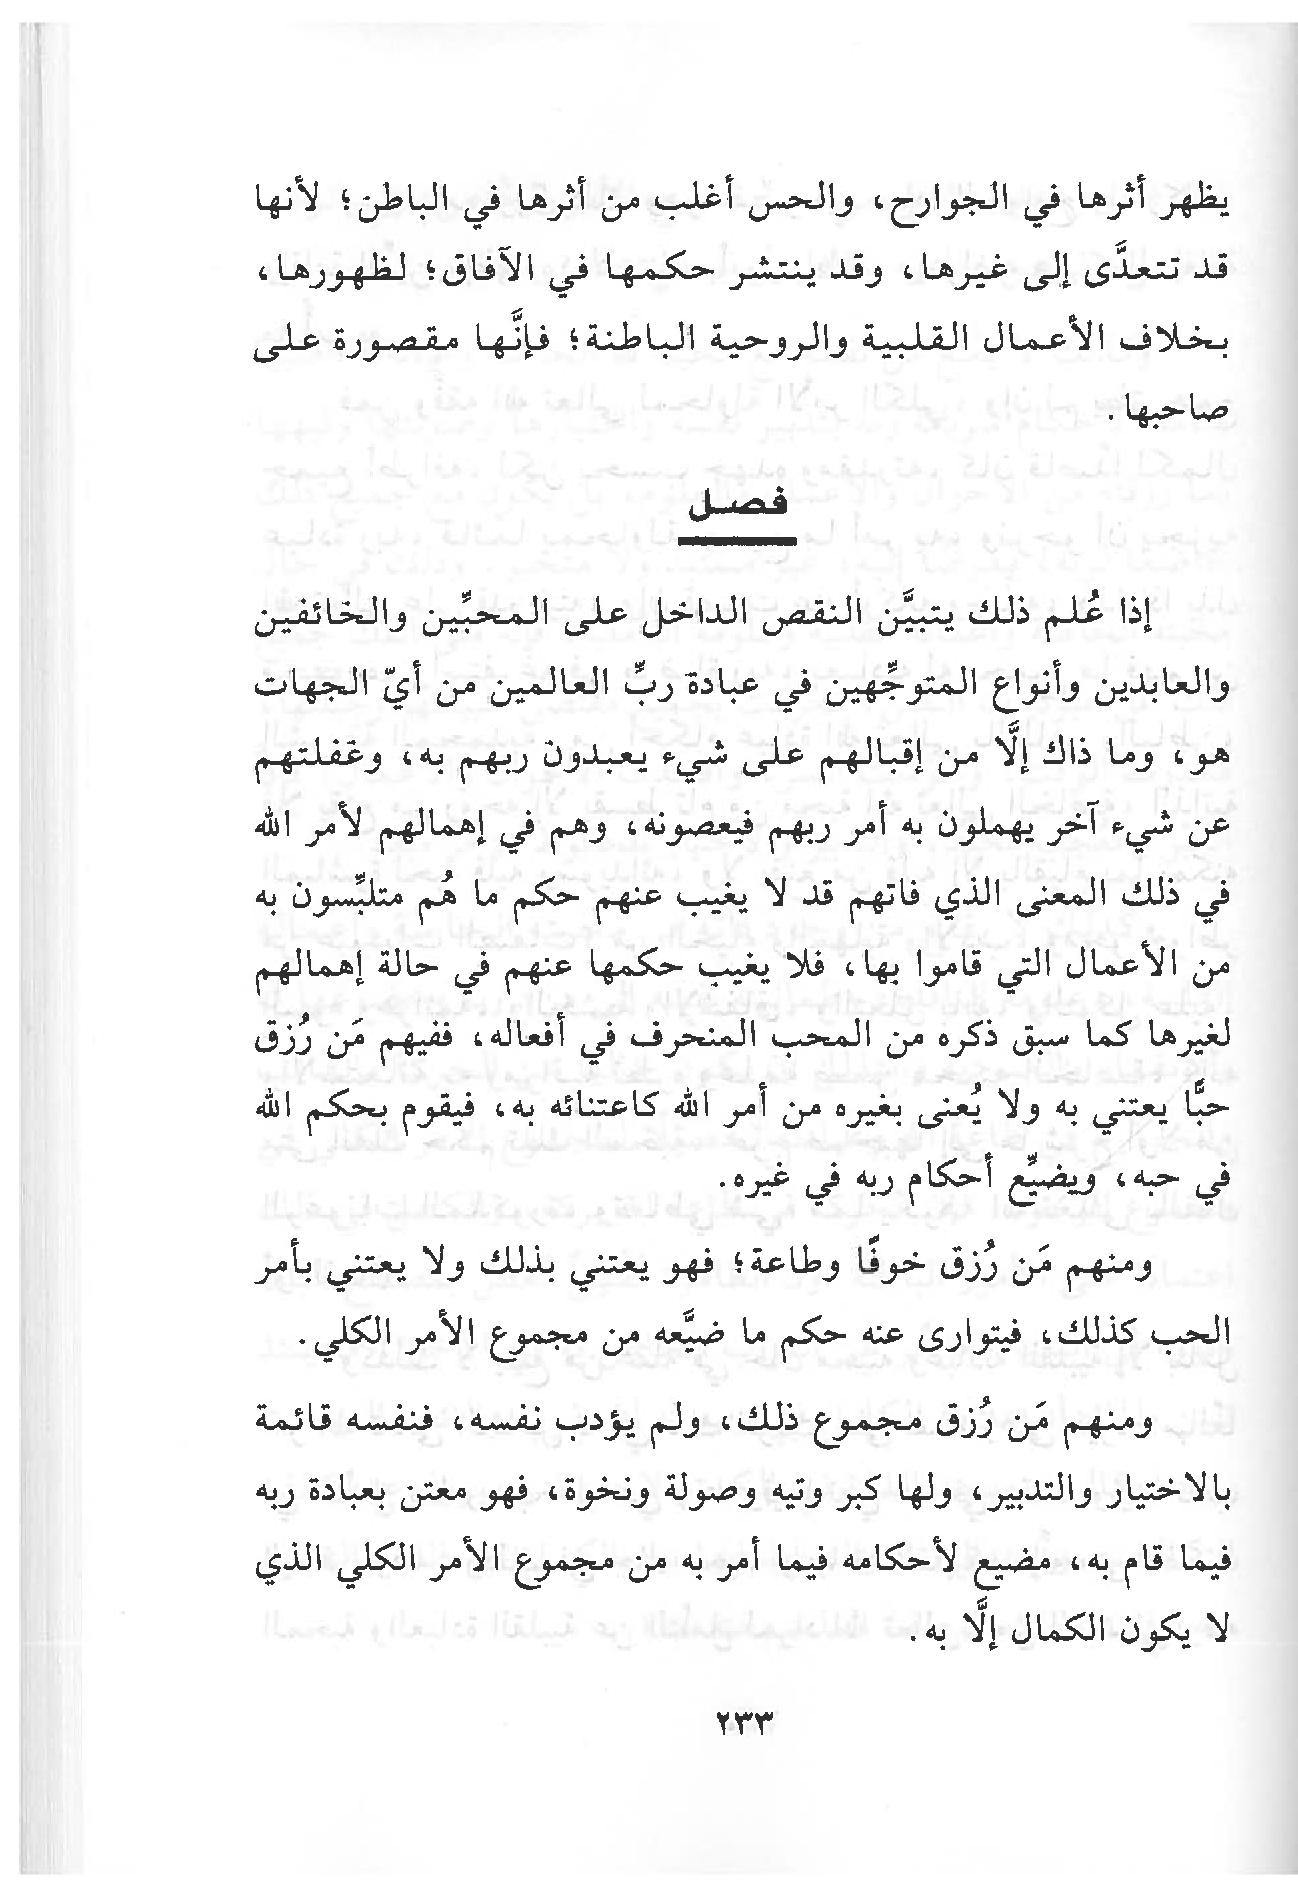 يظهر أثرها في الجوارح، والحس أغلب من أثرها في الباطن؛ لأنها
قد تتعدَّى إلى غيرها، وقد ينتشر حكمها في الآفاق؛ لظهورها،
بخلاف الأعمال القلبية والروحية الباطنة؛ فإنَّها مقصورة على
صاحبها.
فصل
إذا عُلم ذلك يتبيَّن النقص الداخل على المحبِّين والخائفين
والعابدين وأنواع المتوجِّهين في عبادة ربِّ العالمين من أيّ الجهات
هو، وما ذاك إلَّا من إقبالهم على شيء يعبدون ربهم به، وغفلتهم
عن شيء آخر يهملون به أمر ربهم فيعصونه، وهم في إهمالهم لأمر الله
في ذلك المعنى الذي فاتهم قد لا يغيب عنهم حكم ما هُم متلبِّسون به
من الأعمال التي قاموا بها، فلا يغيب حكمها عنهم في حالة إهمالهم
لغيرها كما سبق ذكره من المحب المنحرف في أفعاله، ففيهم مَن رُزق
حبًّا يعتني به ولا يُعنى بغيره من أمر الله كاعتنائه به، فيقوم بحكم الله
في حبه، ويضيِّع أحكام ربه في غيره.
ومنهم مَن رُزق خوفًا وطاعة؛ فهو يعتني بذلك ولا يعتني بأمر
الحب كذلك، فيتوارى عنه حكم ما ضيَّعه من مجموع الأمر الكلي.
ومنهم مَن رُزق مجموع ذلك، ولم يؤدب نفسه، فنفسه قائمة
بالاختيار والتدبير، ولها كبر وتيه وصولة ونخوة، فهو معتن بعبادة ربه
فيما قام به، مضيع لأحكامه فيما أمر به من مجموع الأمر الكلي الذي
لا يكون الكمال إلَّا به.
٢٣٣